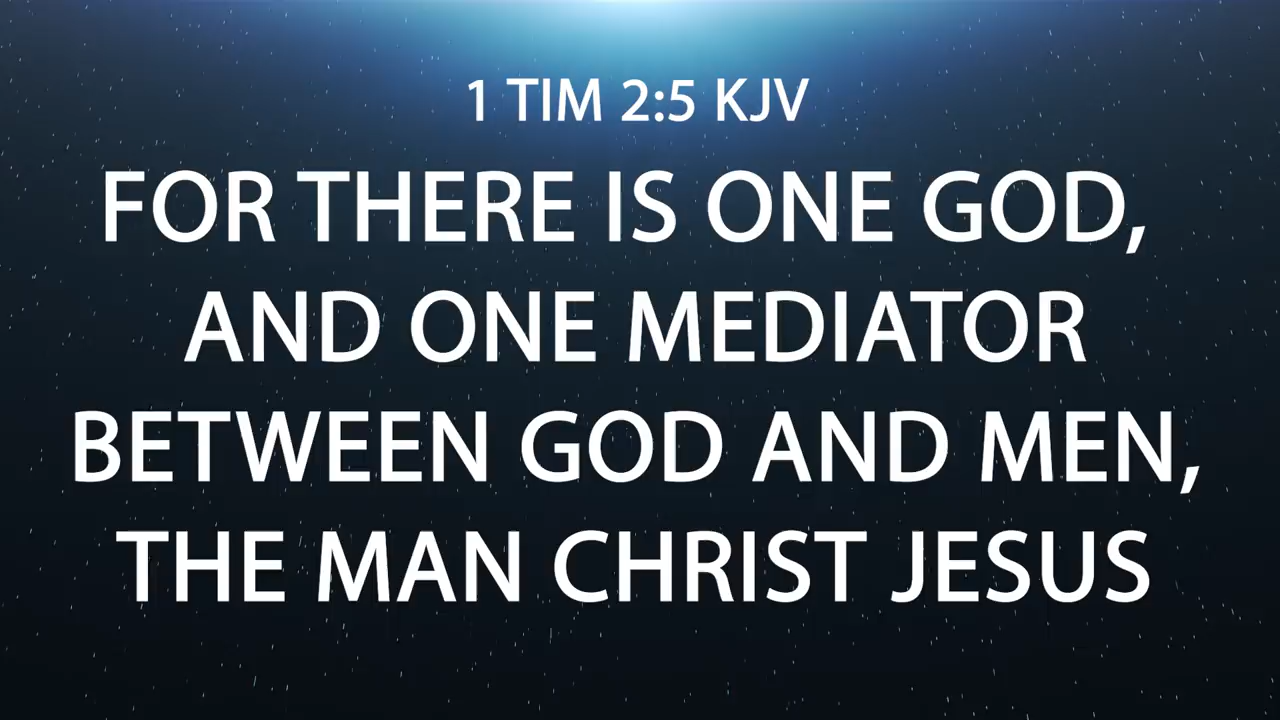 1 TIM 2:5 KJV
FOR THERE IS ONE GOD,
AND ONE MEDIATOR
BETWEEN GOD AND MEN,
THE MAN CHRIST JESUS